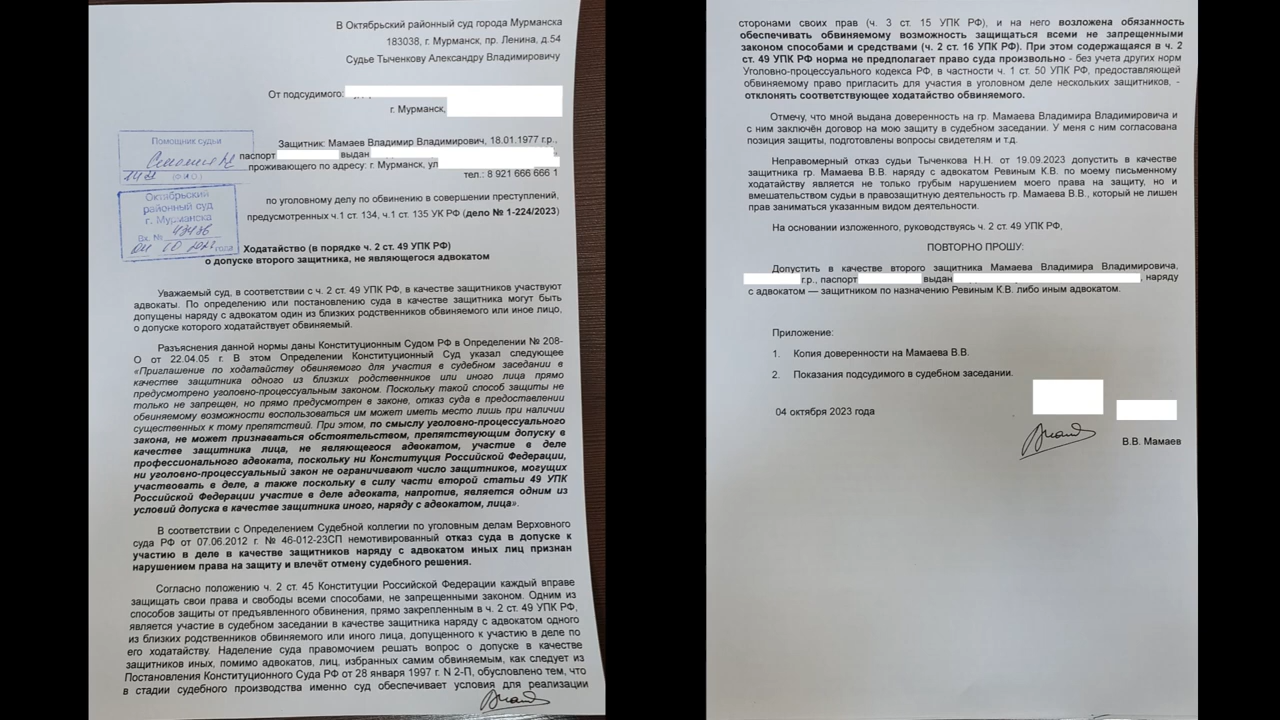 В Октябрьский районный суд города Мурманска
183038, г. Мурманск, пр. Ленина, д.54
Судье Тыченкову Александру Владимировичу
От подсудимого:
г. Мурманск,
Помощник судьи
(Ф.И.О)
Октябрьский
районный суд
г. Мурманска
Вх. №
года
Защитник: Мамаев Владимир Владимирович, 18.01.1977 г.р.,
паспорт выдан
проживающего по адресу: г. Мурманск, ул
тел.: 8 921 666 666 1
по уголовному делу по обвинению в совершении преступлений,
предусмотренных ч.1 ст. 134, ч.1 ст. 135 УК РФ (дело № 1-224/2023)
Ходатайство (в порядке ч. 2 ст. 49 УПК РФ)
о допуске второго защитника, не являющегося адвокатом
Уважаемый суд, в соответствии с ч. 2 ст. 49 УПК РФ, в качестве защитников участвуют
адвокаты. По определению или постановлению суда в качестве защитника могут быть
допущены наряду с адвокатом один из близких родственников обвиняемого или иное лицо,
о допуске которого ходатайствует обвиняемый.
Разъяснения данной нормы даны Конституционным Судом РФ в Определении № 208-
О от 22.04.05 г. В этом Определении Конституционный Суд указал следующее
«Приглашение по ходатайству обвиняемого для участия в судебном заседании в
качестве защитника одного из близких родственников или иного лица прямо
предусмотрено уголовно-процессуальным законом. Поскольку такой способ защиты не
только не запрещен, но прямо предусмотрен в законе, отказ суда в предоставлении
обвиняемому возможности воспользоваться им может иметь место лишь при наличии
существенных к тому препятствий. При этом, по смыслу уголовно-процессуального
закона, не может признаваться обстоятельством, препятствующим допуску в
качестве защитника лица, не являющегося адвокатом, участие в деле
профессионального адвоката, поскольку ни Конституция Российской Федерации,
ни уголовно-процессуальный закон не ограничивают число защитников, могущих
участвовать в деле, а также поскольку в силу части второй статьи 49 УПК
Российской Федерации участие в деле адвоката, напротив, является одним из
условий допуска в качестве защитника иного, наряду с адвокатом, лица».
В соответствии с Определением Судебной коллегии по уголовным делам Верховного
суда РФ от 07.06.2012 г. № 46-012-23СП немотивированный отказ суда в допуске к
участию в деле в качестве защитников наряду с адвокатом иных лиц признан
нарушением права на защиту и влечёт отмену судебного решения.
Согласно положению ч. 2 ст. 45 Конституции Российской Федерации каждый вправе
защищать свои права и свободы всеми способами, не запрещенными законом. Одним из
способов защиты от предъявленного обвинения, прямо закрепленным в ч. 2 ст. 49 УПК РФ,
является участие в судебном заседании в качестве защитника наряду с адвокатом одного
из близких родственников обвиняемого или иного лица, допущенного к участию в деле по
его ходатайству. Наделение суда правомочием решать вопрос о допуске в качестве
защитников иных, помимо адвокатов, лиц, избранных самим обвиняемым, как следует из
Постановления Конституционного Суда РФ от 28 января 1997 г. N 2-П, обусловлено тем, что
в стадии судебного производства именно суд обеспечивает условия для реализации
сторонами своих прав (ч. 3 ст. 15 УПК РФ), и на него возложена обязанность
обеспечивать обвиняемому возможность защищаться всеми не запрещенными
законом способами и средствами (ч. 2 ст. 16 УПК РФ). При этом содержащаяся в ч. 2
ст. 49 УПК РФ норма не предполагает право суда произвольно - без учета других норм
Уголовно-процессуального кодекса РФ, в частности ч. 1 ст. 50 УПК РФ, предоставляющей
обвиняемому право пригласить для участия в уголовном деле нескольких защитников, -
отклонять соответствующее ходатайство обвиняемого.
Отмечу, что мной выдана доверенность на гр. Мамаева Владимира Владимировича и
с ним заключён договор на мою защиту в судебном заседании. У меня с ним согласована
позиция защиты, подготовлены вопросы свидетелям и т.д.
Неправомерный отказ судьи Тыченкова Н.Н. от 19.09.2023 допустить в качестве
защитника гр. Мамаева В.В. наряду с адвокатом Ревиным К.В. по моему письменному
ходатайству является не только грубым нарушением моего права на защиту, но и
вмешательством судьи в правозащитную деятельность гр. Мамаева В.В., который не лишен
прав заниматься указанным видом деятельности.
На основании изложенного, руководствуясь ч. 2 ст. 49 УПК РФ,
ПОВТОРНО ПРОШУ:
Допустить в качестве второго защитника Мамаева Владимира Владимировича,
г.р., паспорт выдан наряду
с адвокатом — защитником по назначению Ревиным К.В. либо иным адвокатом.
Приложение:
1. Копия доверенности на Мамаева В.В.
2. Показания подсудимого в судебном заседании.
04 октября 2023 года
В.В. Мамаев